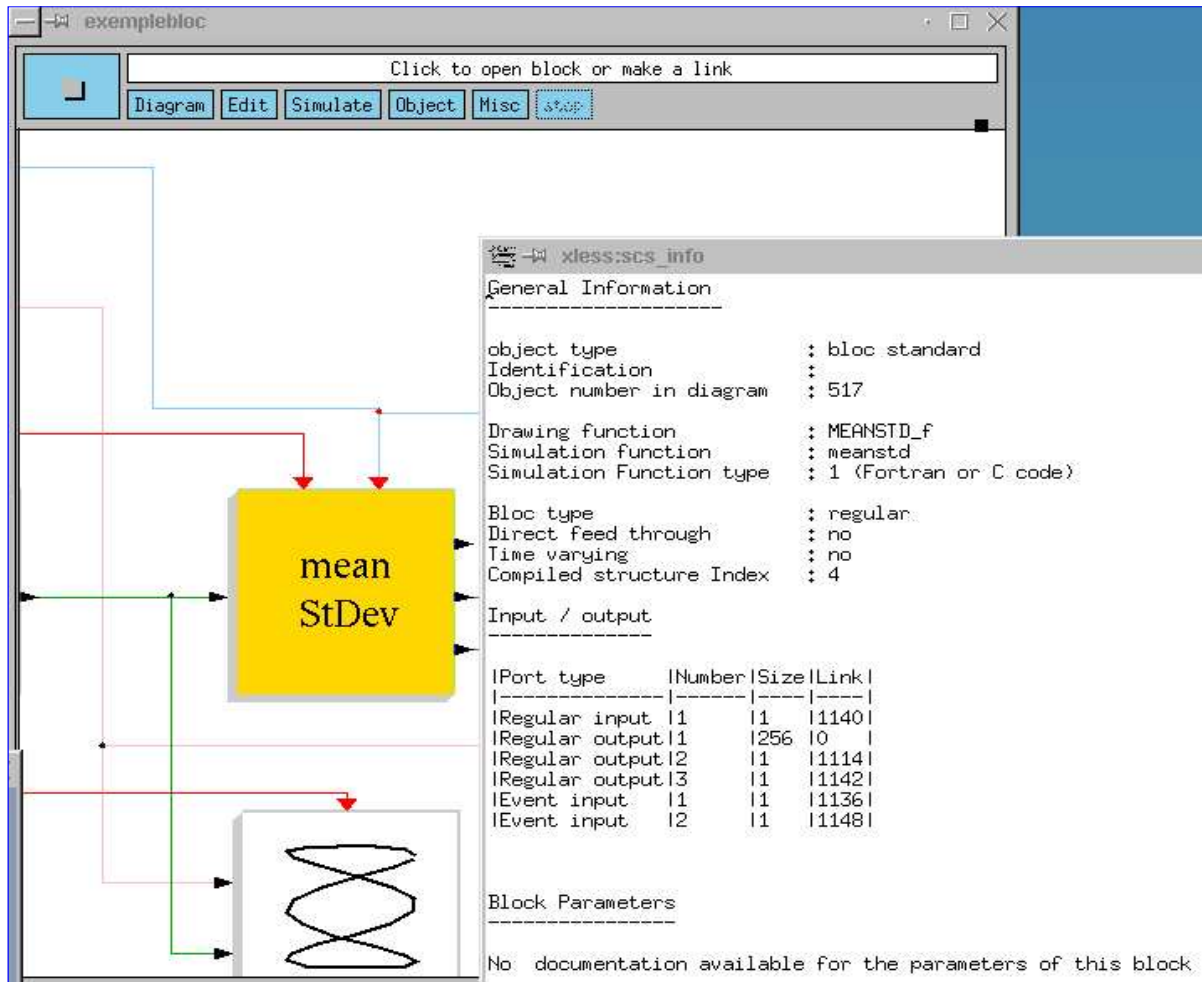 exemplebloc
Click to open block or make a link
Diagram Edit Simulate Object Misc stop
xless:scs_info
General Information
--------------------
object type : bloc standard
Identification :
Object number in diagram : 517
Drawing function : MEANSTD_f
Simulation function : meanstd
Simulation Function type : 1 (Fortran or C code)
Bloc type : regular
Direct feed through : no
Time varying : no
Compiled structure Index : 4
Input / output
--------------
|Port type |Number|Size|Link|
|--------------|------|----|----|
|Regular input |1 |1 |1140|
|Regular output|1 |256 |0 |
|Regular output|2 |1 |1114|
|Regular output|3 |1 |1142|
|Event input |1 |1 |1136|
|Event input |2 |1 |1148|
Block Parameters
----------------
No documentation available for the parameters of this block
mean
StDev